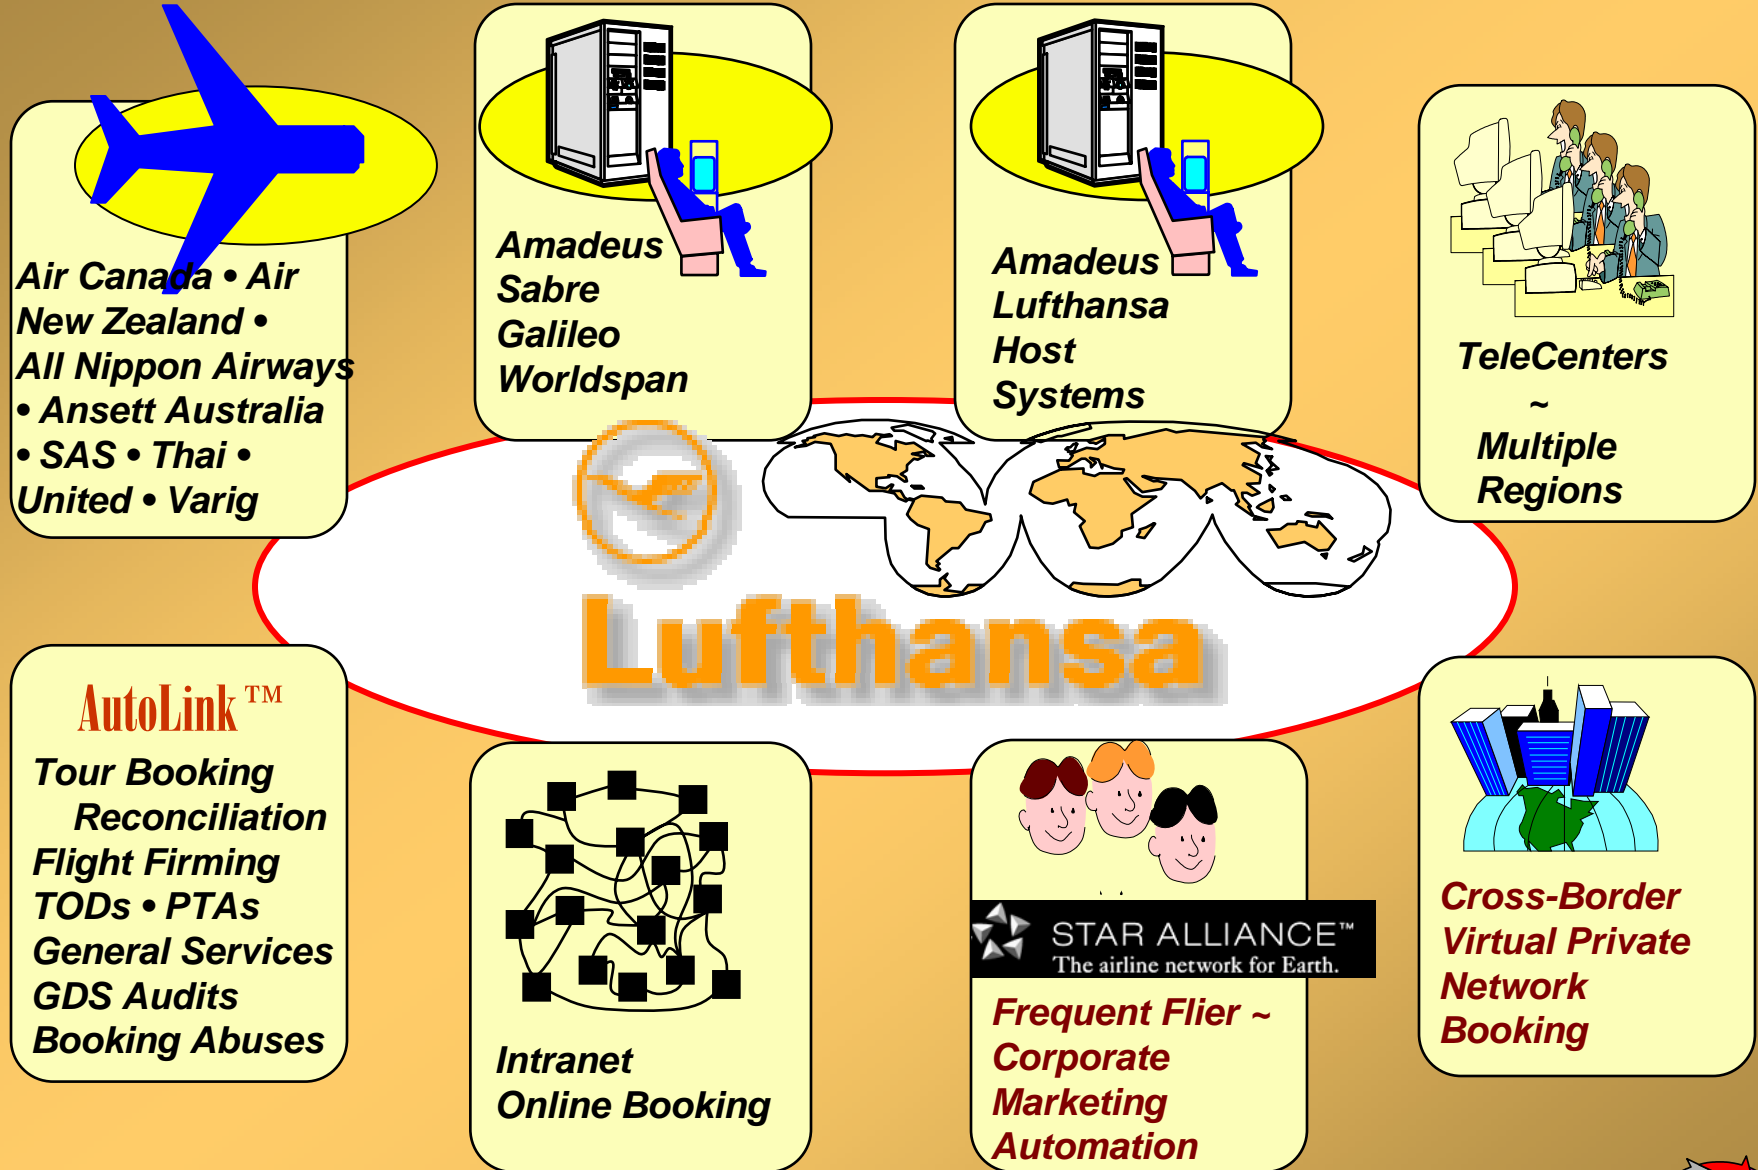 Air Canada • Air
New Zealand •
All Nippon Airways
• Ansett Australia
• SAS • Thai •
United • Varig
Amadeus
Sabre
Galileo
Worldspan
Amadeus
Lufthansa
Host
Systems
TeleCenters
~
Multiple
Regions
Lufthansa
AutoLink™
Tour Booking
Reconciliation
Flight Firming
TODs • PTAs
General Services
GDS Audits
Booking Abuses
Intranet
Online Booking
STAR ALLIANCE™
The airline network for Earth.
Frequent Flier ~
Corporate
Marketing
Automation
Cross-Border
Virtual Private
Network
Booking